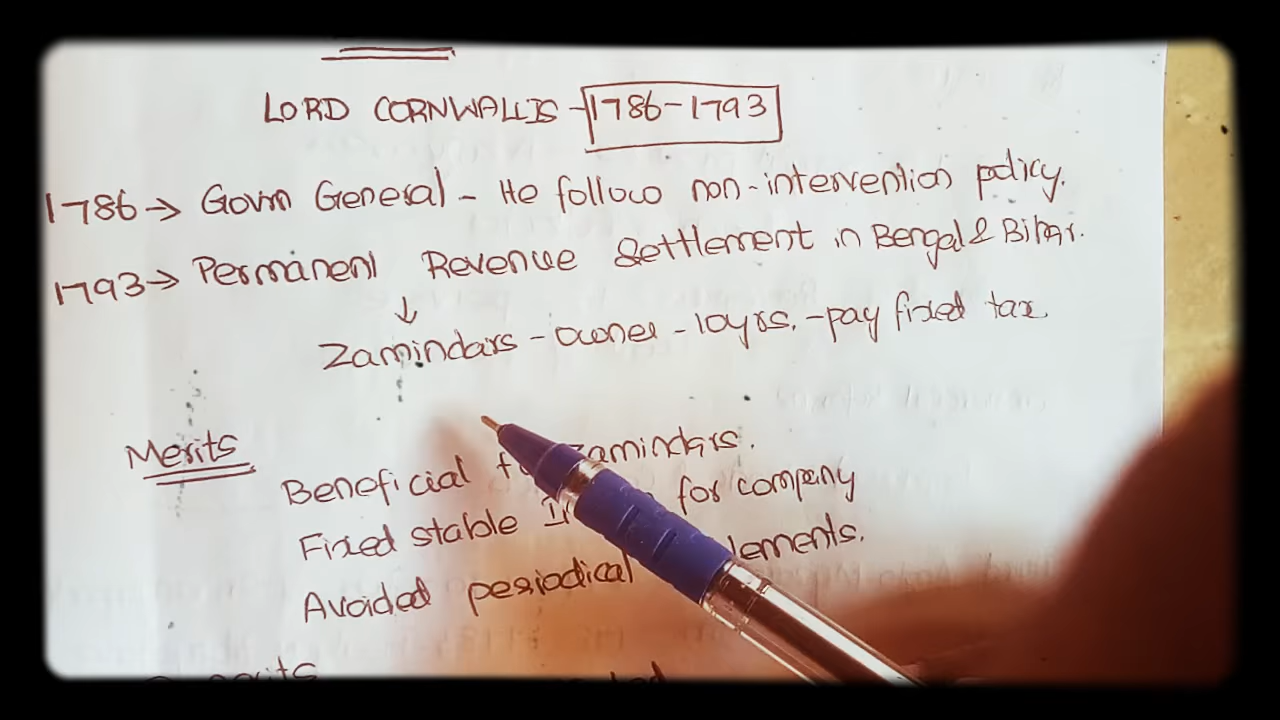 LORD CORNWALLIS - 1786-1793
1786 → Govrn General - He follow non-intervention policy.
1793 → Permanent Revenue Settlement in Bengal & Bihar.
↓
Zamindars - owner - 10yrs. - pay fixed tax
Merits
Beneficial zamindars.
Fixed stable for company
Avoided periodical